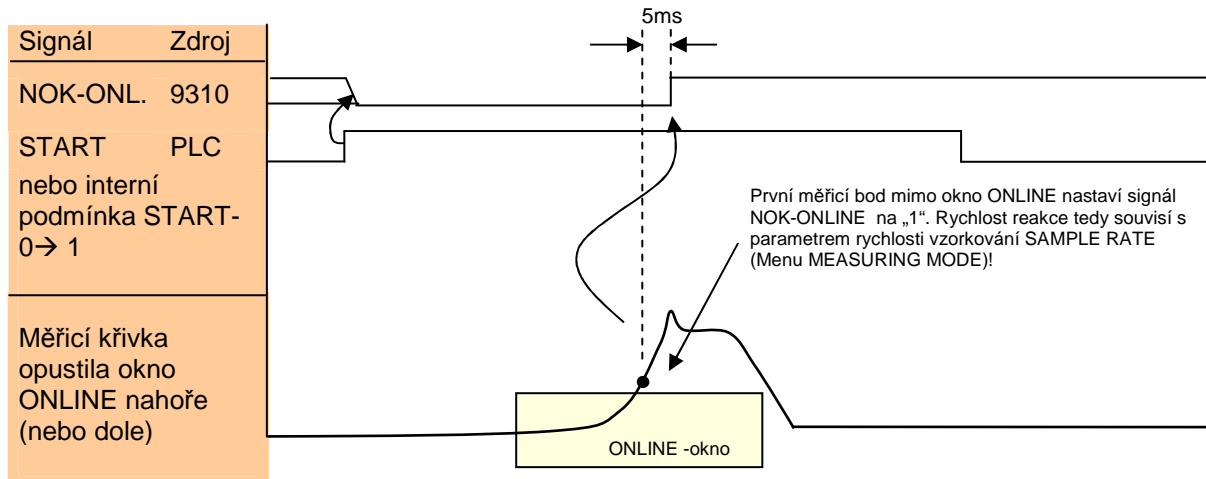 5ms
Signál Zdroj
NOK-ONL. 9310
START PLC
nebo interní
podmínka START-
0→ 1
První měřicí bod mimo okno ONLINE nastaví signál
NOK-ONLINE na „1“. Rychlost reakce tedy souvisí s
parametrem rychlosti vzorkování SAMPLE RATE
(Menu MEASURING MODE)!
Měřicí křivka
opustila okno
ONLINE nahoře
(nebo dole)
ONLINE -okno